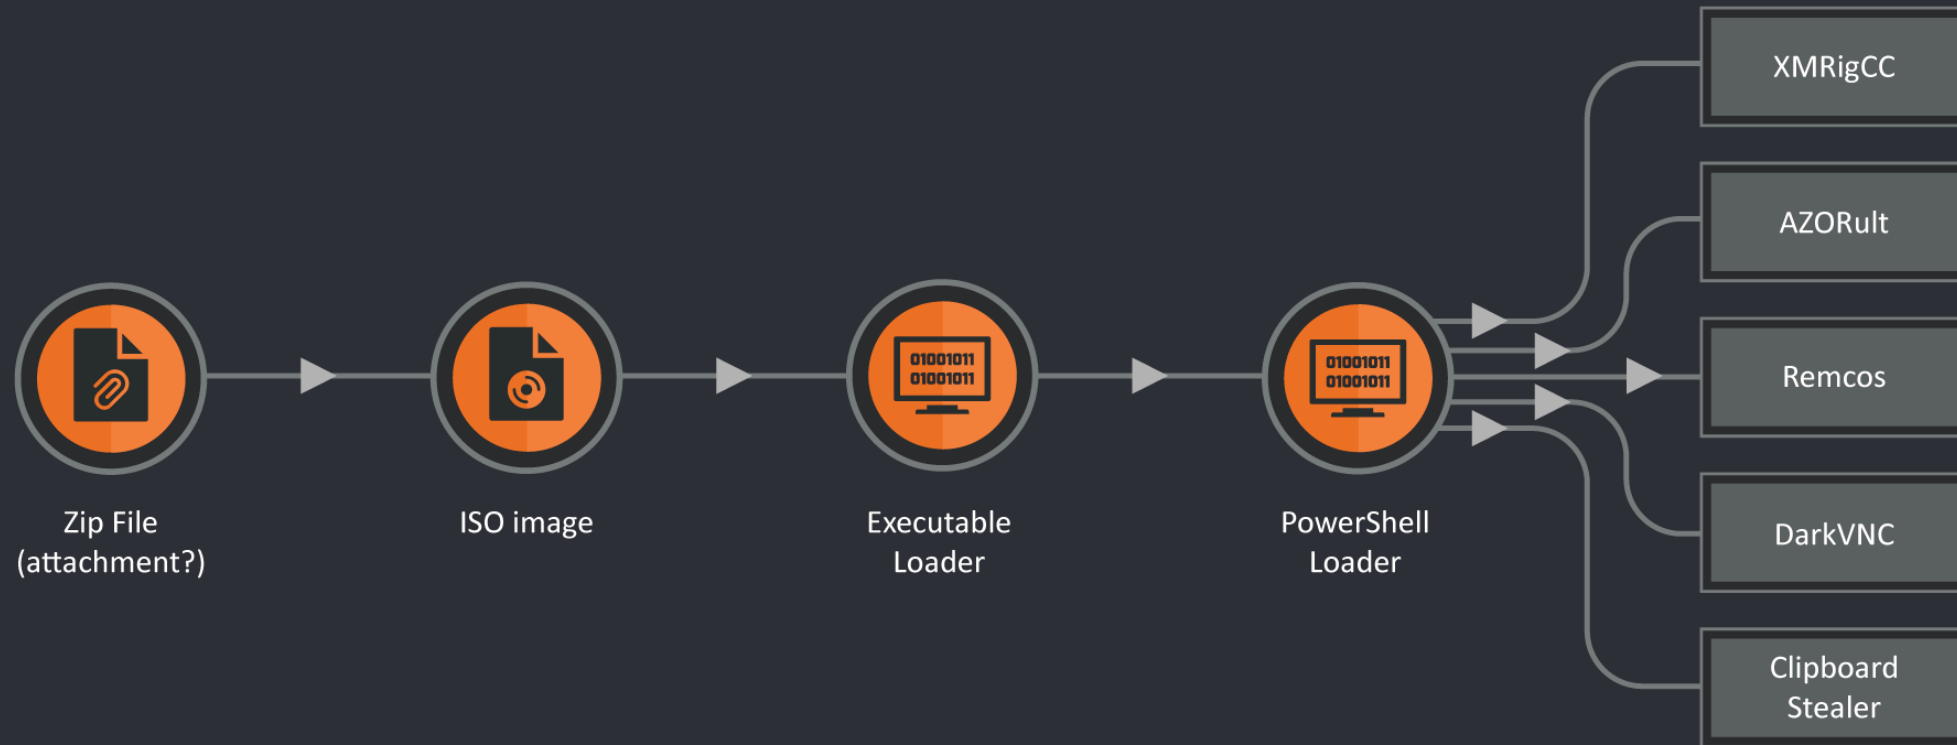 XMRigCC
AZORult
01001011
01001011
01001011
01001011
Remcos
Zip File
(attachment?)
ISO image
Executable
Loader
PowerShell
Loader
DarkVNC
Clipboard
Stealer